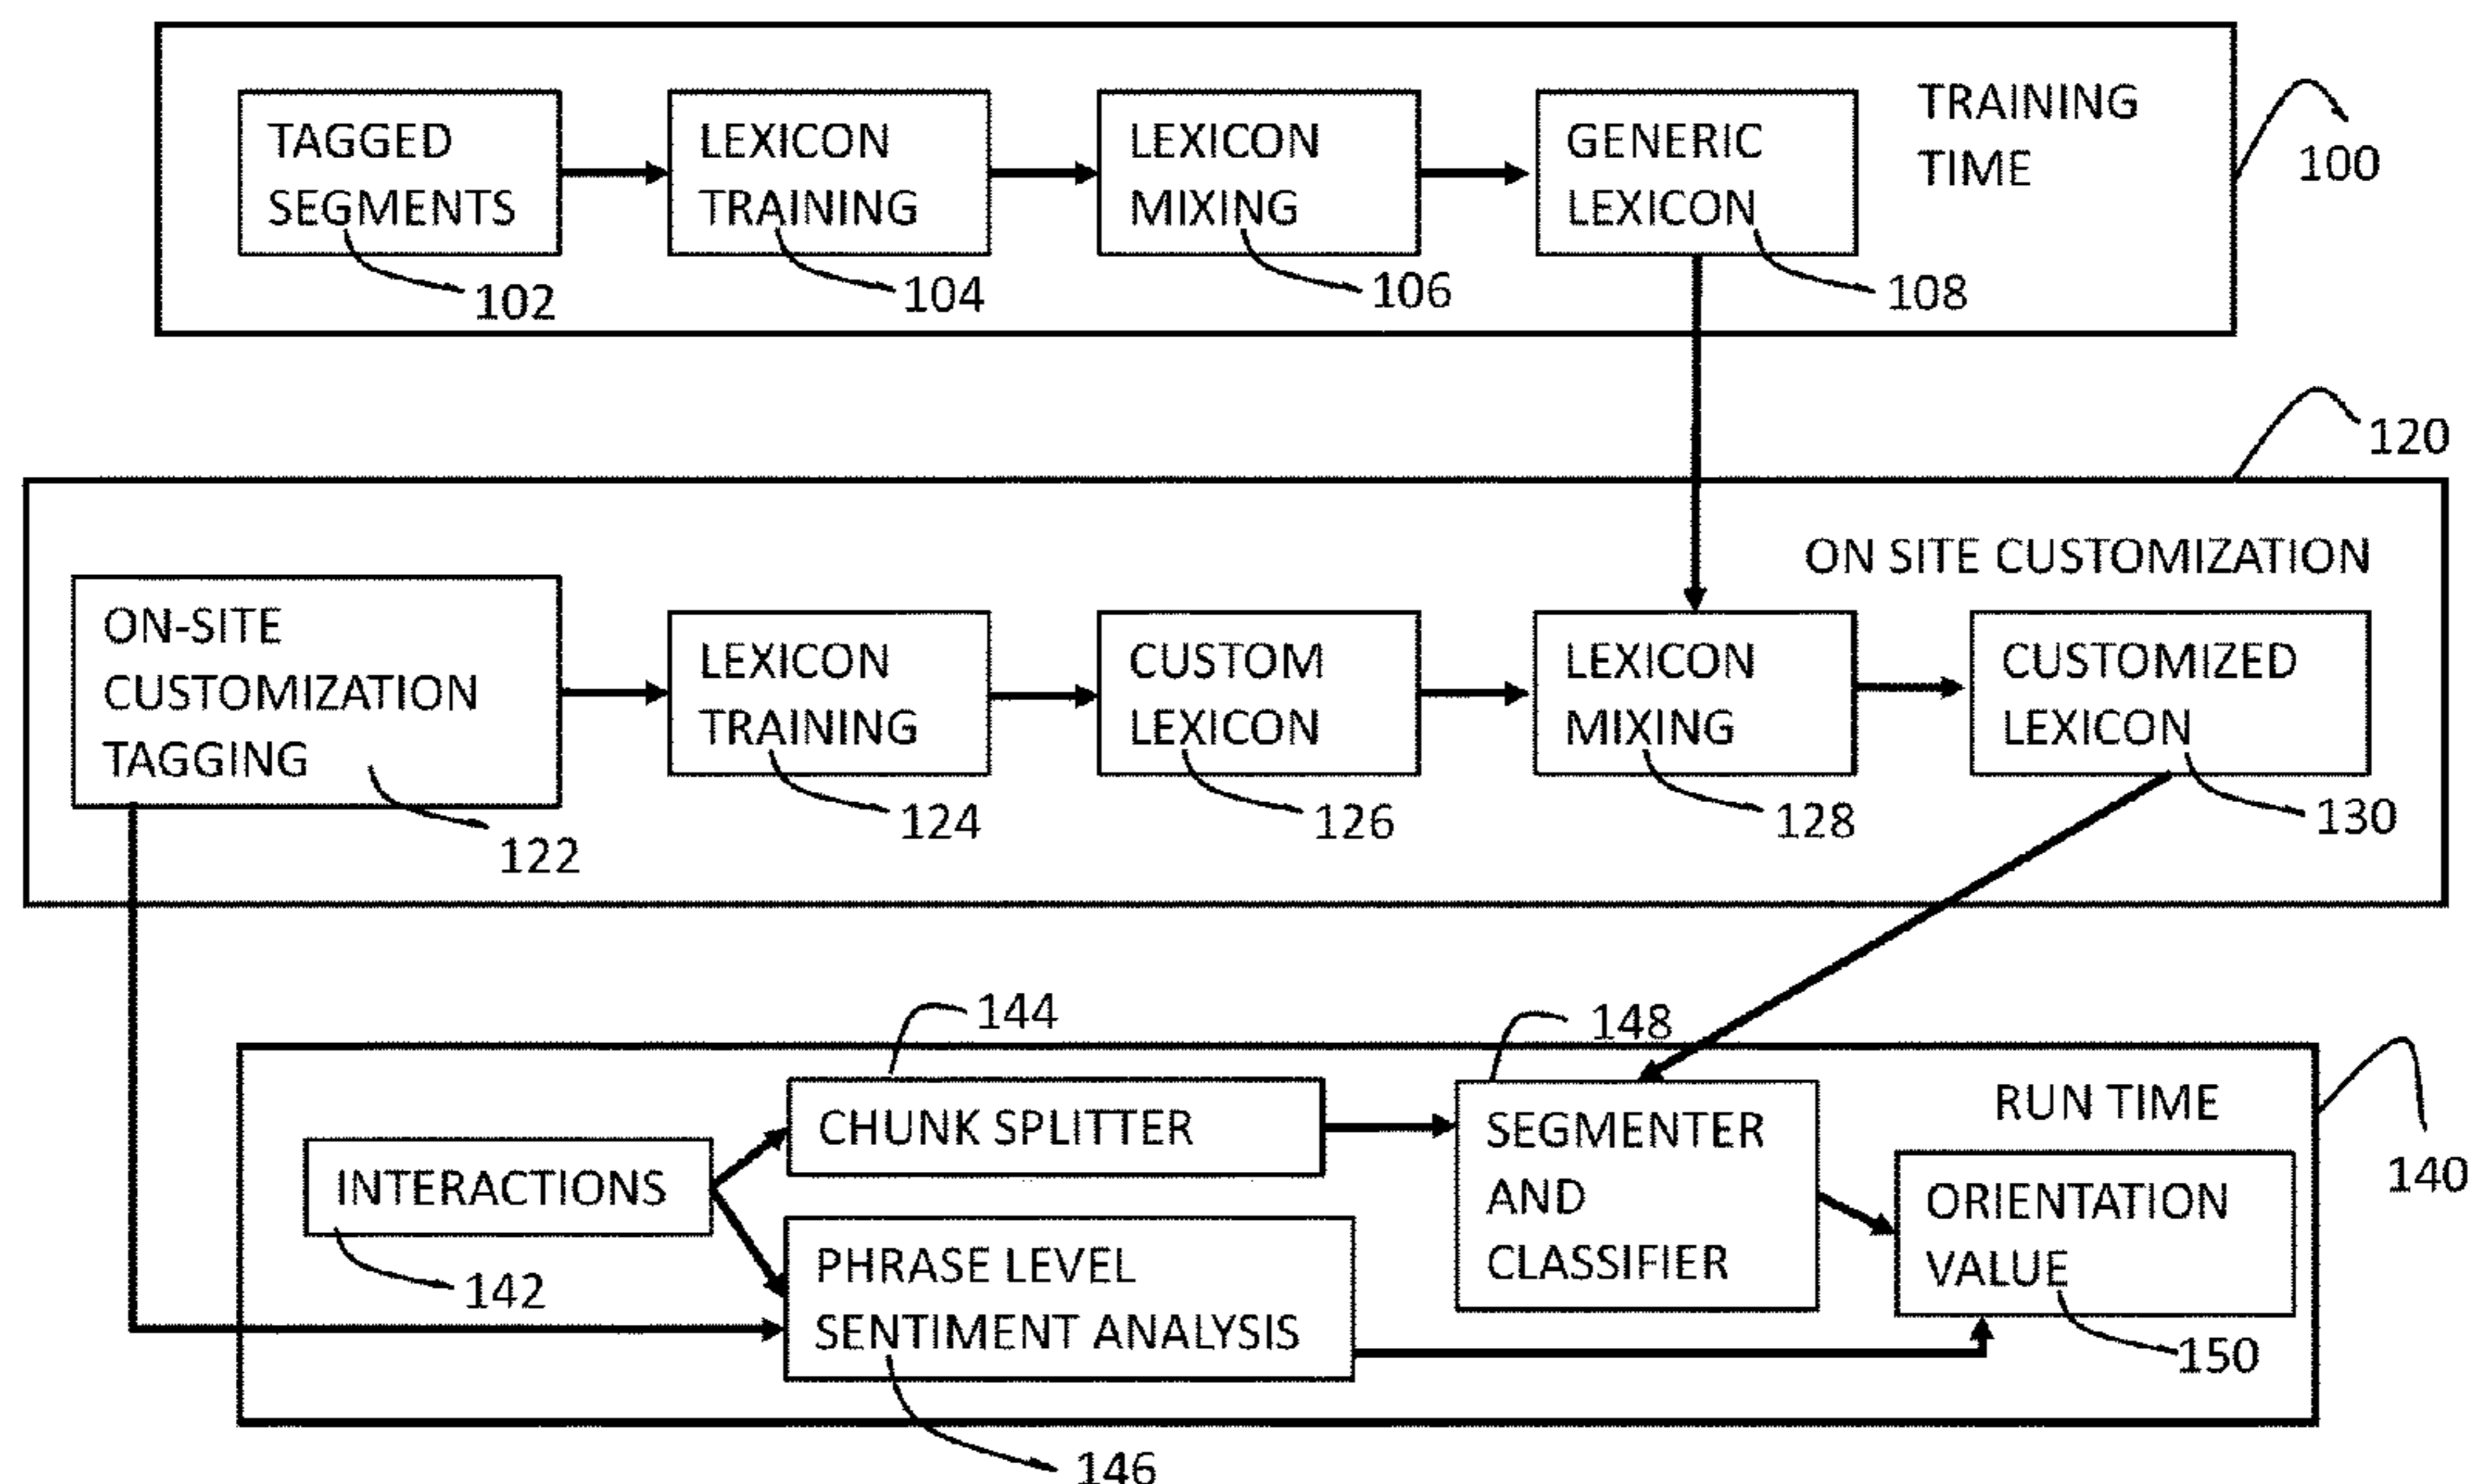 TAGGED
SEGMENTS
102
LEXICON
TRAINING
104
LEXICON
MIXING
106
GENERIC
LEXICON
108
TRAINING
TIME
100
120
ON SITE CUSTOMIZATION
ON-SITE
CUSTOMIZATION
TAGGING
122
LEXICON
TRAINING
124
CUSTOM
LEXICON
126
LEXICON
MIXING
128
CUSTOMIZED
LEXICON
130
144
148
RUN TIME
140
INTERACTIONS
142
CHUNK SPLITTER
PHRASE LEVEL
SENTIMENT ANALYSIS
146
SEGMENTER
AND
CLASSIFIER
ORIENTATION
VALUE
150